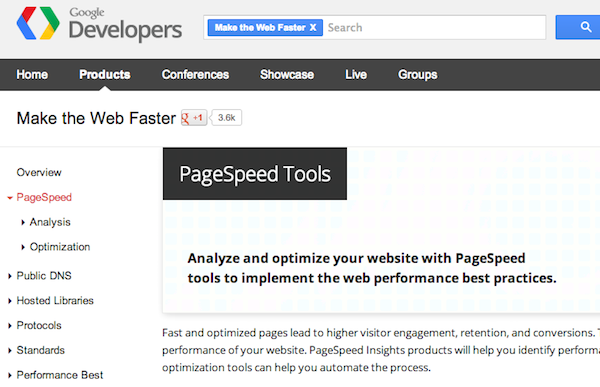 Google
Developers
Make the Web Faster X Search
Home Products Conferences Showcase Live Groups
Make the Web Faster +1 3.6k
Overview
PageSpeed
Analysis
Optimization
Public DNS
Hosted Libraries
Protocols
Standards
Performance Best
PageSpeed Tools
Analyze and optimize your website with PageSpeed
tools to implement the web performance best practices.
Fast and optimized pages lead to higher visitor engagement, retention, and conversions.
performance of your website. PageSpeed Insights products will help you identify
optimization tools can help you automate the process.